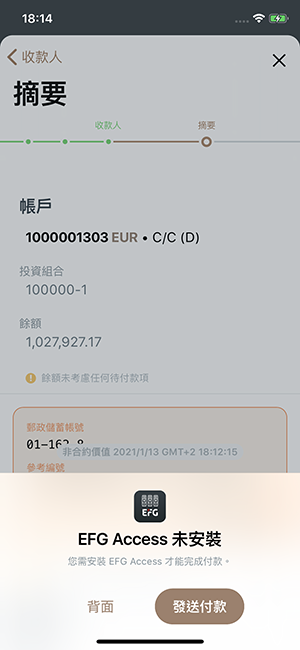 18:14
收款人
摘要
收款人
摘要
帳戶
1000001303 EUR • C/C (D)
投資組合
100000-1
餘額
1,027,927.17
餘額未考慮任何待付款項
郵政儲蓄帳號
01-162-8
非合約價值 2021/1/13 GMT+2 18:12:15
參考編號
EFG
EFG Access 未安裝
您需安裝 EFG Access 才能完成付款。
背面
發送付款